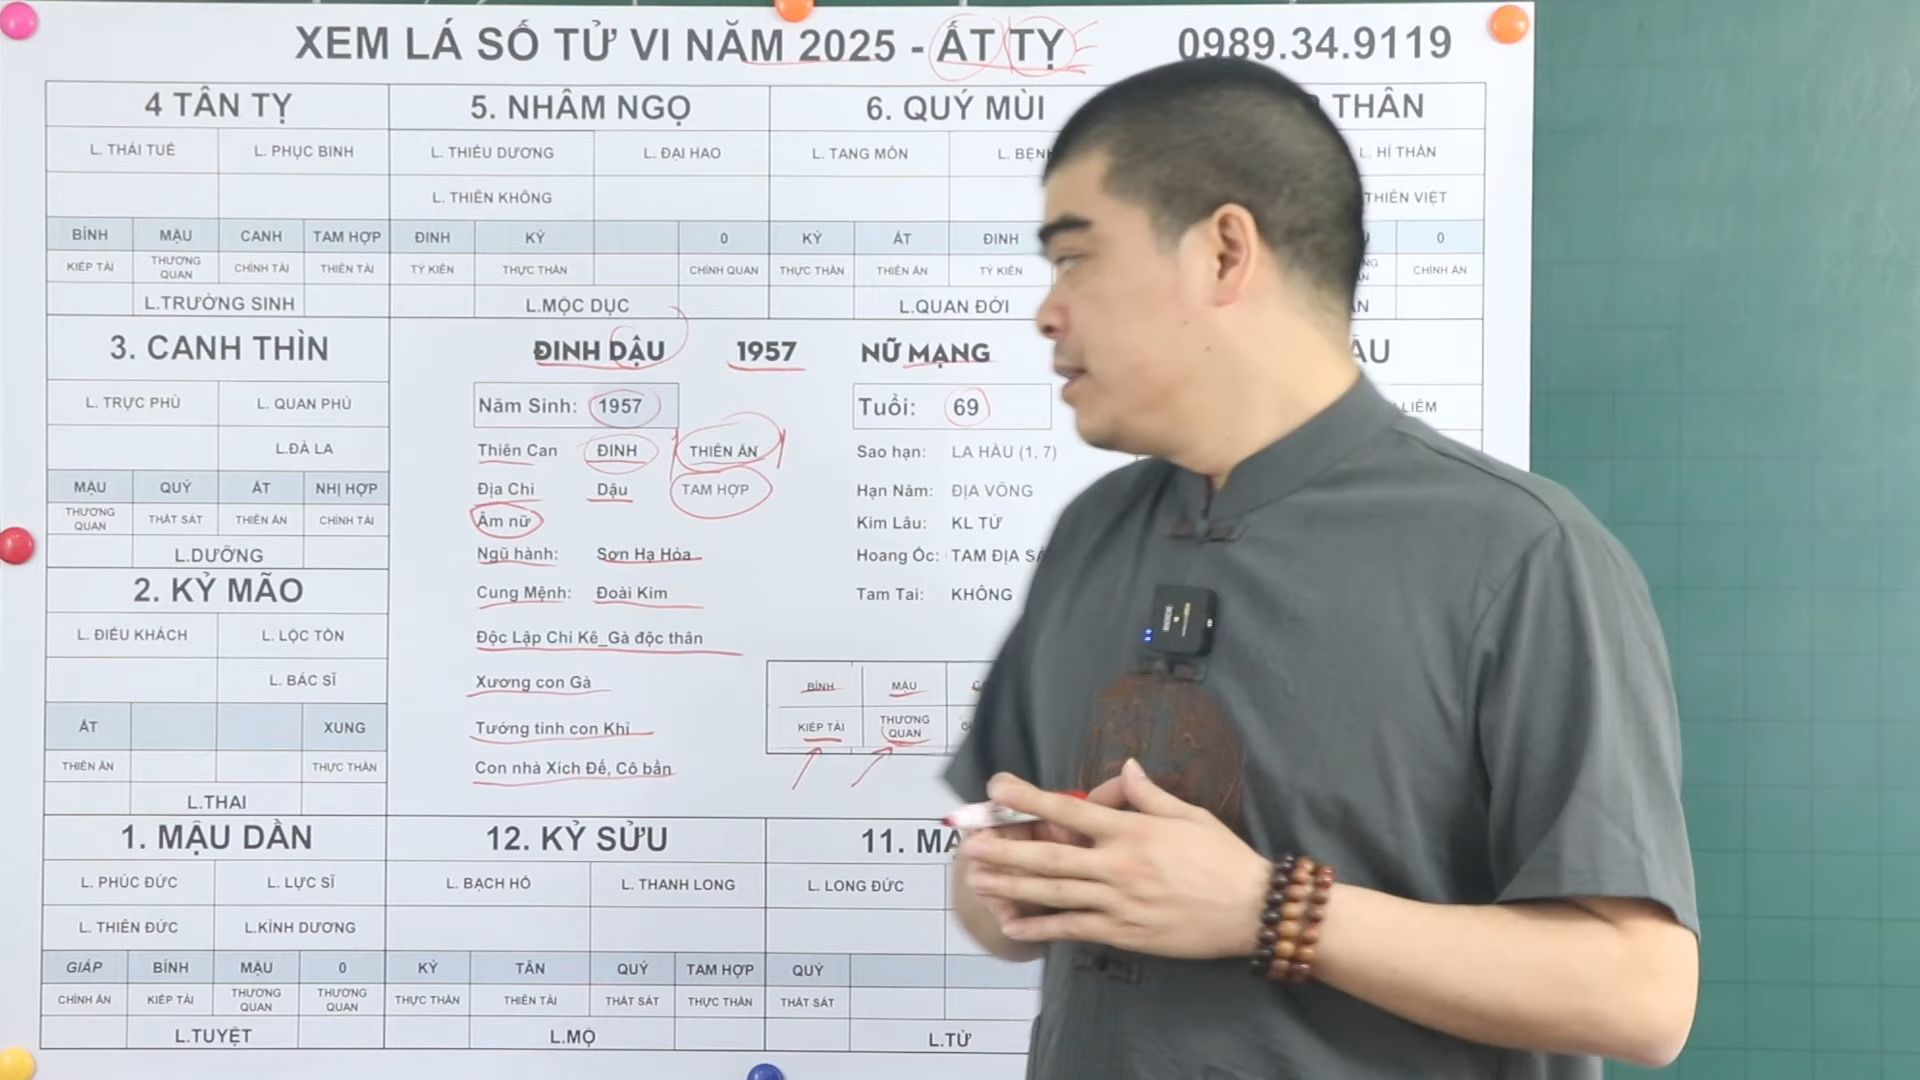 XEM LÁ SỐ TỬ VI NĂM 2025 - ẤT TỴ 0989.34.9119
4 TÂN TỴ 5. NHÂM NGỌ 6. QUÝ MÙI THÂN
L. THÁI TUẾ L. PHỤC BINH L. THIẾU DƯƠNG L. ĐẠI HAO L. TANG MÔN L. BỆNH L. HỈ THẦN
L. THIÊN KHÔNG THIÊN VIỆT
BÍNH MẬU CANH TAM HỢP ĐINH KỶ 0 KỶ ẤT ĐINH 0
KIẾP TÀI THƯƠNG QUAN CHÍNH TÀI THIÊN TÀI TỶ KIÊN THỰC THẦN CHÍNH QUAN THỰC THẦN THIÊN ẤN TỶ KIÊN CHÍNH ẤN
L.TRƯỜNG SINH L.MỘC DỤC L.QUAN ĐỚI
3. CANH THÌN ĐINH DẬU 1957 NỮ MẠNG
L. TRỰC PHÙ L. QUAN PHỦ Năm Sinh: 1957 Tuổi: 69
L.ĐÀ LA Thiên Can ĐINH THIÊN ẤN Sao hạn: LA HẦU (1, 7)
MẬU QUÝ ẤT NHỊ HỢP Địa Chi Dậu TAM HỢP Hạn Năm: ĐỊA VÕNG
THƯƠNG QUAN THẤT SÁT THIÊN ẤN CHÍNH TÀI Âm nữ Kim Lâu: KL TỬ
L.DƯỠNG Ngũ hành: Sơn Hạ Hỏa Hoang Ốc: TAM ĐỊA
2. KỶ MÃO Cung Mệnh: Đoài Kim Tam Tai: KHÔNG
L. ĐIẾU KHÁCH L. LỘC TỒN Độc Lập Chi Kê_Gà độc thân
L. BÁC SĨ Xương con Gà BÍNH MẬU
ẤT XUNG Tướng tinh con Khỉ KIẾP TÀI THƯƠNG QUAN
THIÊN ẤN THỰC THẦN Con nhà Xích Đế, Cô bần
L.THAI
1. MẬU DẦN 12. KỶ SỬU 11.
L. PHÚC ĐỨC L. LỰC SĨ L. BẠCH HỔ L. THANH LONG L. LONG ĐỨC
L. THIÊN ĐỨC L.KÌNH DƯƠNG
GIÁP BÍNH MẬU 0 KỶ TÂN QUÝ TAM HỢP QUÝ
CHÍNH ẤN KIẾP TÀI THƯƠNG QUAN THƯƠNG QUAN THỰC THẦN THIÊN TÀI THẤT SÁT THỰC THẦN THẤT SÁT
L.TUYỆT L.MỘ L.TỬ